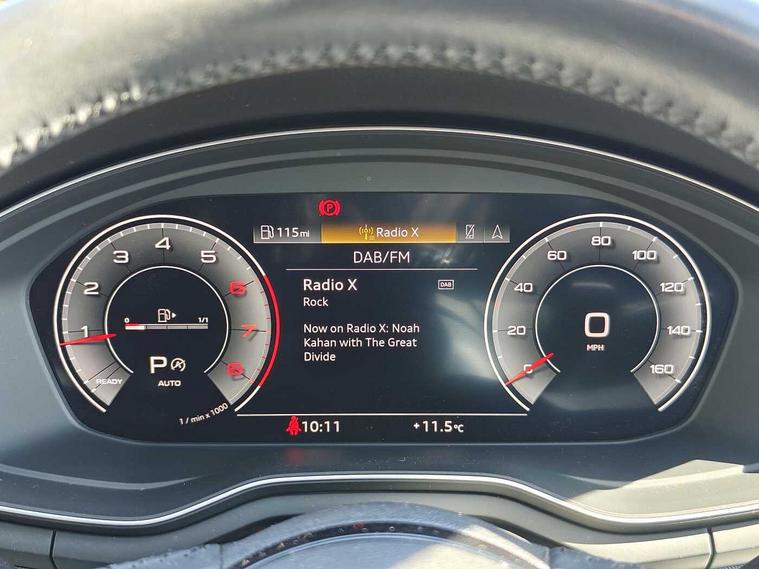 P
115 mi
Radio X
DAB/FM
Radio X
DAB
Rock
Now on Radio X: Noah
Kahan with The Great
Divide
10:11
+11.5°C
READY
1
2
3
4
5
6
7
8
0 1/1
P
AUTO
1 / min x 1000
0
20
40
60
80
100
120
140
160
0
MPH